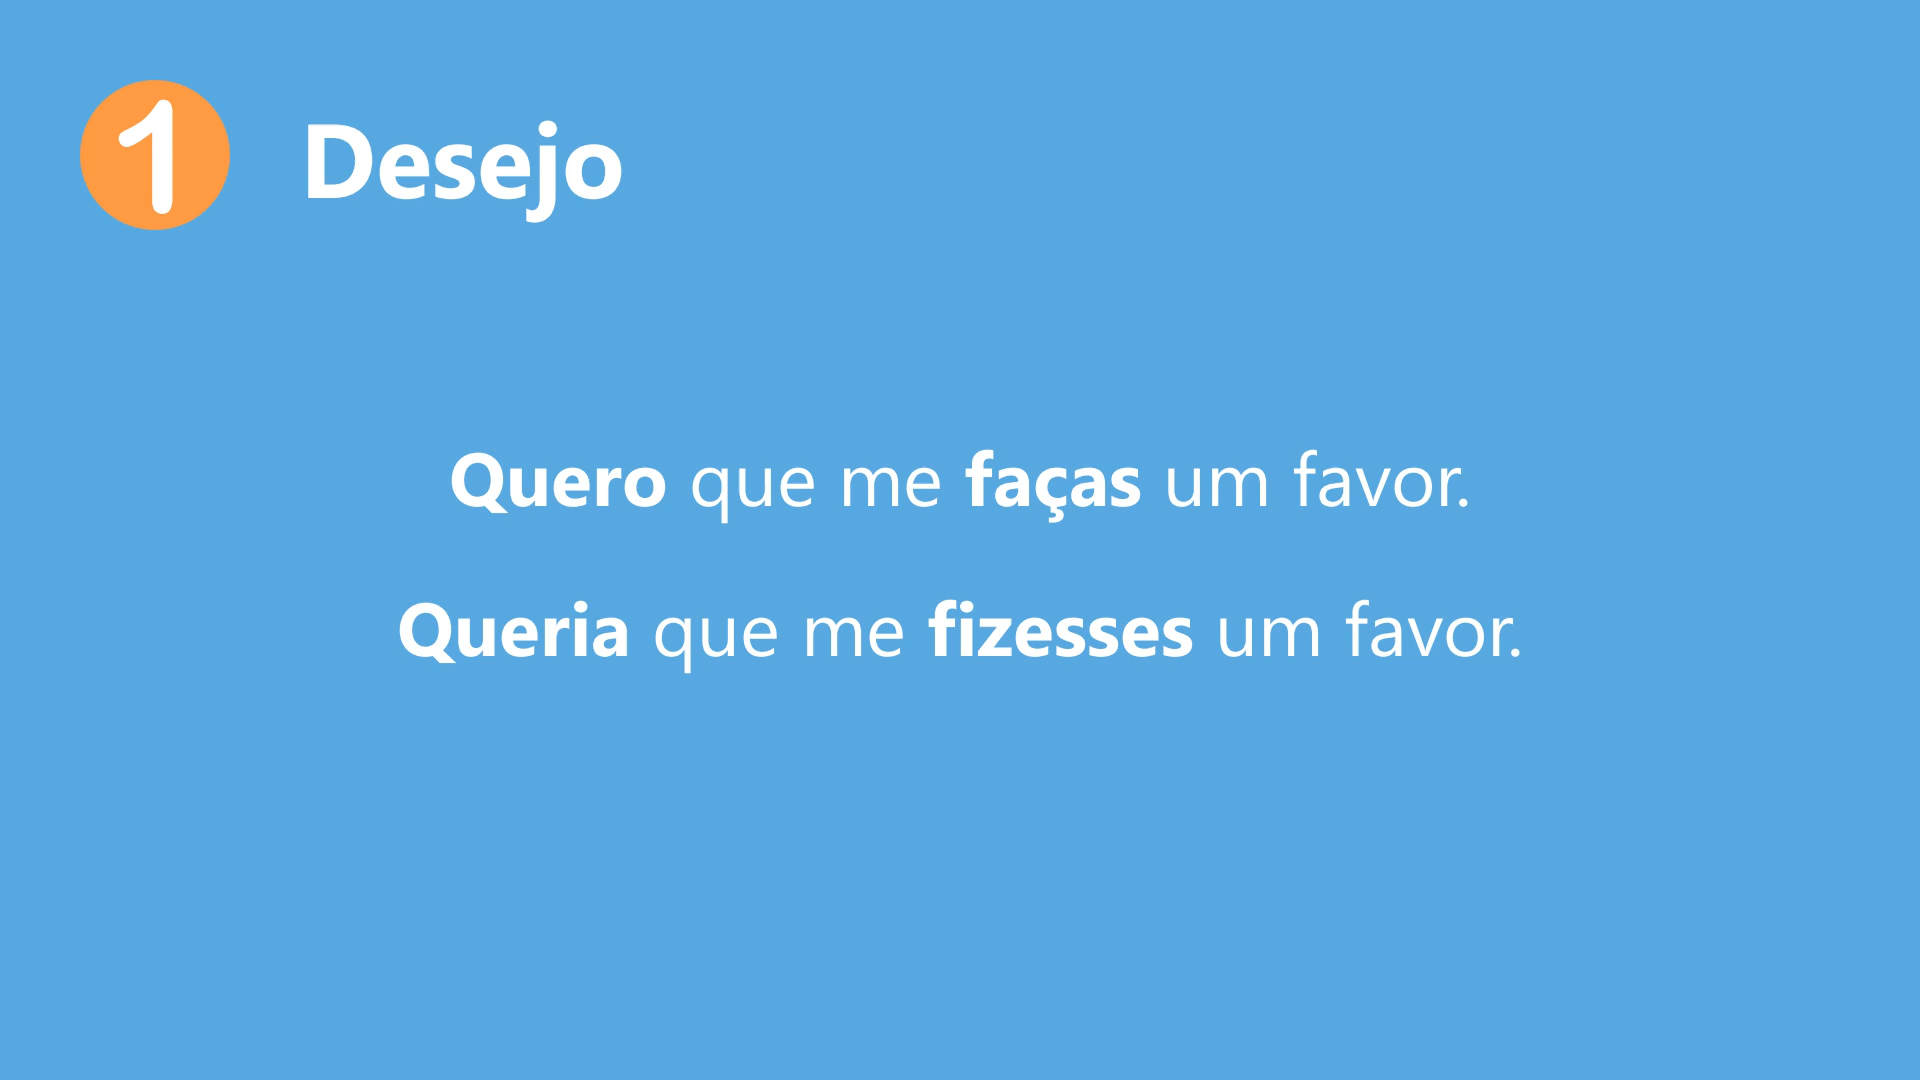 1 Desejo
Quero que me faças um favor.
Queria que me fizesses um favor.